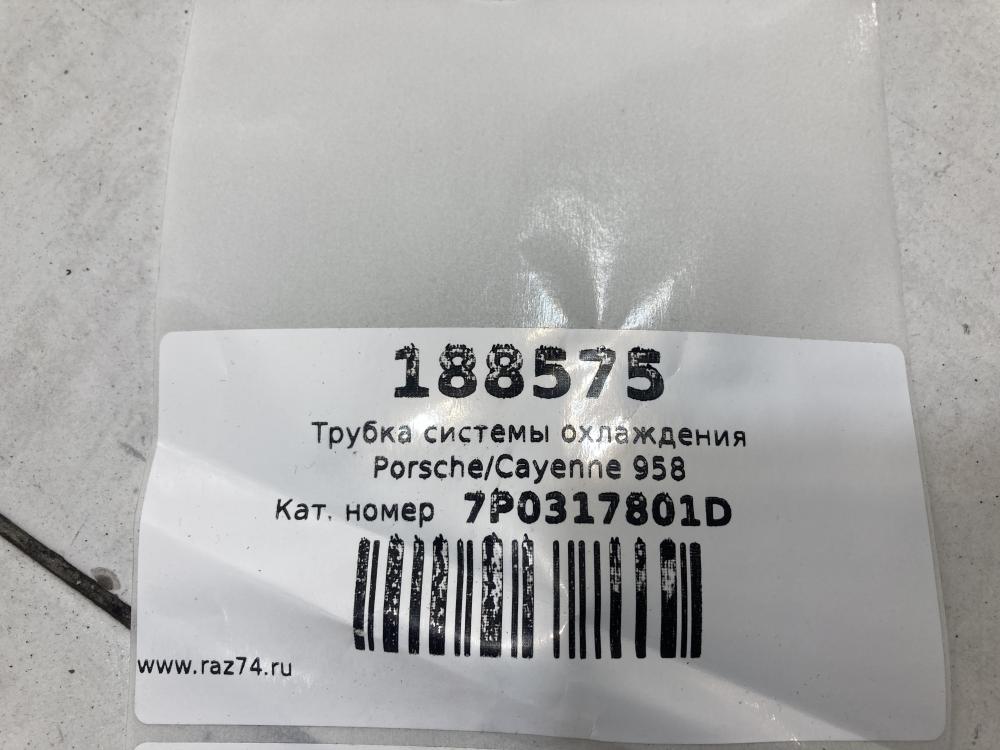 188575
Трубка системы охлаждения
Porsche/Cayenne 958
Кат. номер 7P0317801D
www.raz74.ru